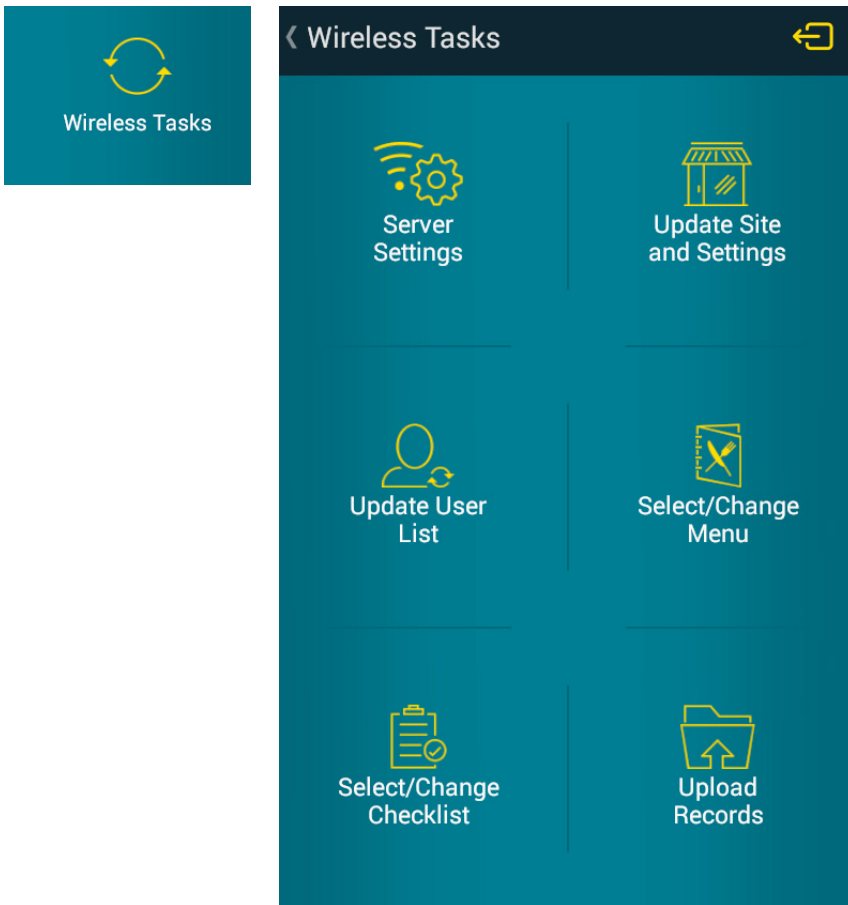 Wireless Tasks
Wireless Tasks
Server
Settings
Update Site
and Settings
Update User
List
Select/Change
Menu
Select/Change
Checklist
Upload
Records